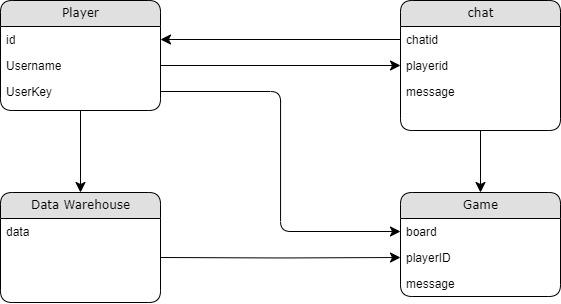 Player
id
Username
UserKey
chat
chatid
playerid
message
Data Warehouse
data
Game
board
playerID
message